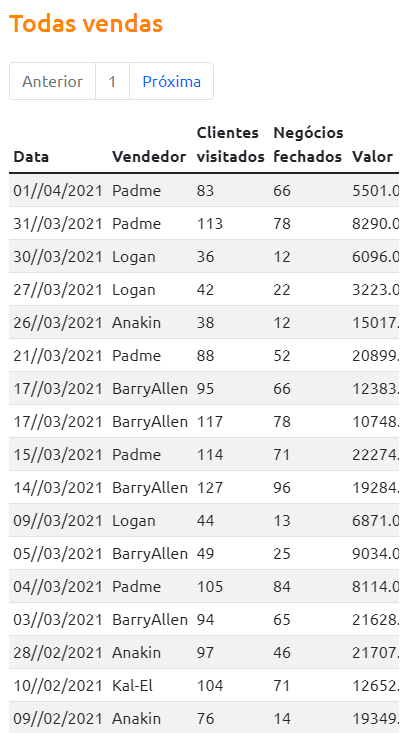 Todas vendas
Anterior 1 Próxima
Data Vendedor Clientes visitados Negócios fechados Valor
01//04/2021 Padme 83 66 5501.0
31//03/2021 Padme 113 78 8290.0
30//03/2021 Logan 36 12 6096.0
27//03/2021 Logan 42 22 3223.0
26//03/2021 Anakin 38 12 15017.
21//03/2021 Padme 88 52 20899.
17//03/2021 BarryAllen 95 66 12383.
17//03/2021 BarryAllen 117 78 10748.
15//03/2021 Padme 114 71 22274.
14//03/2021 BarryAllen 127 96 19284.
09//03/2021 Logan 44 13 6871.0
05//03/2021 BarryAllen 49 25 9034.0
04//03/2021 Padme 105 84 8114.0
03//03/2021 BarryAllen 94 65 21628.
28//02/2021 Anakin 97 46 21707.
10//02/2021 Kal-El 104 71 12652.
09//02/2021 Anakin 76 14 19349.